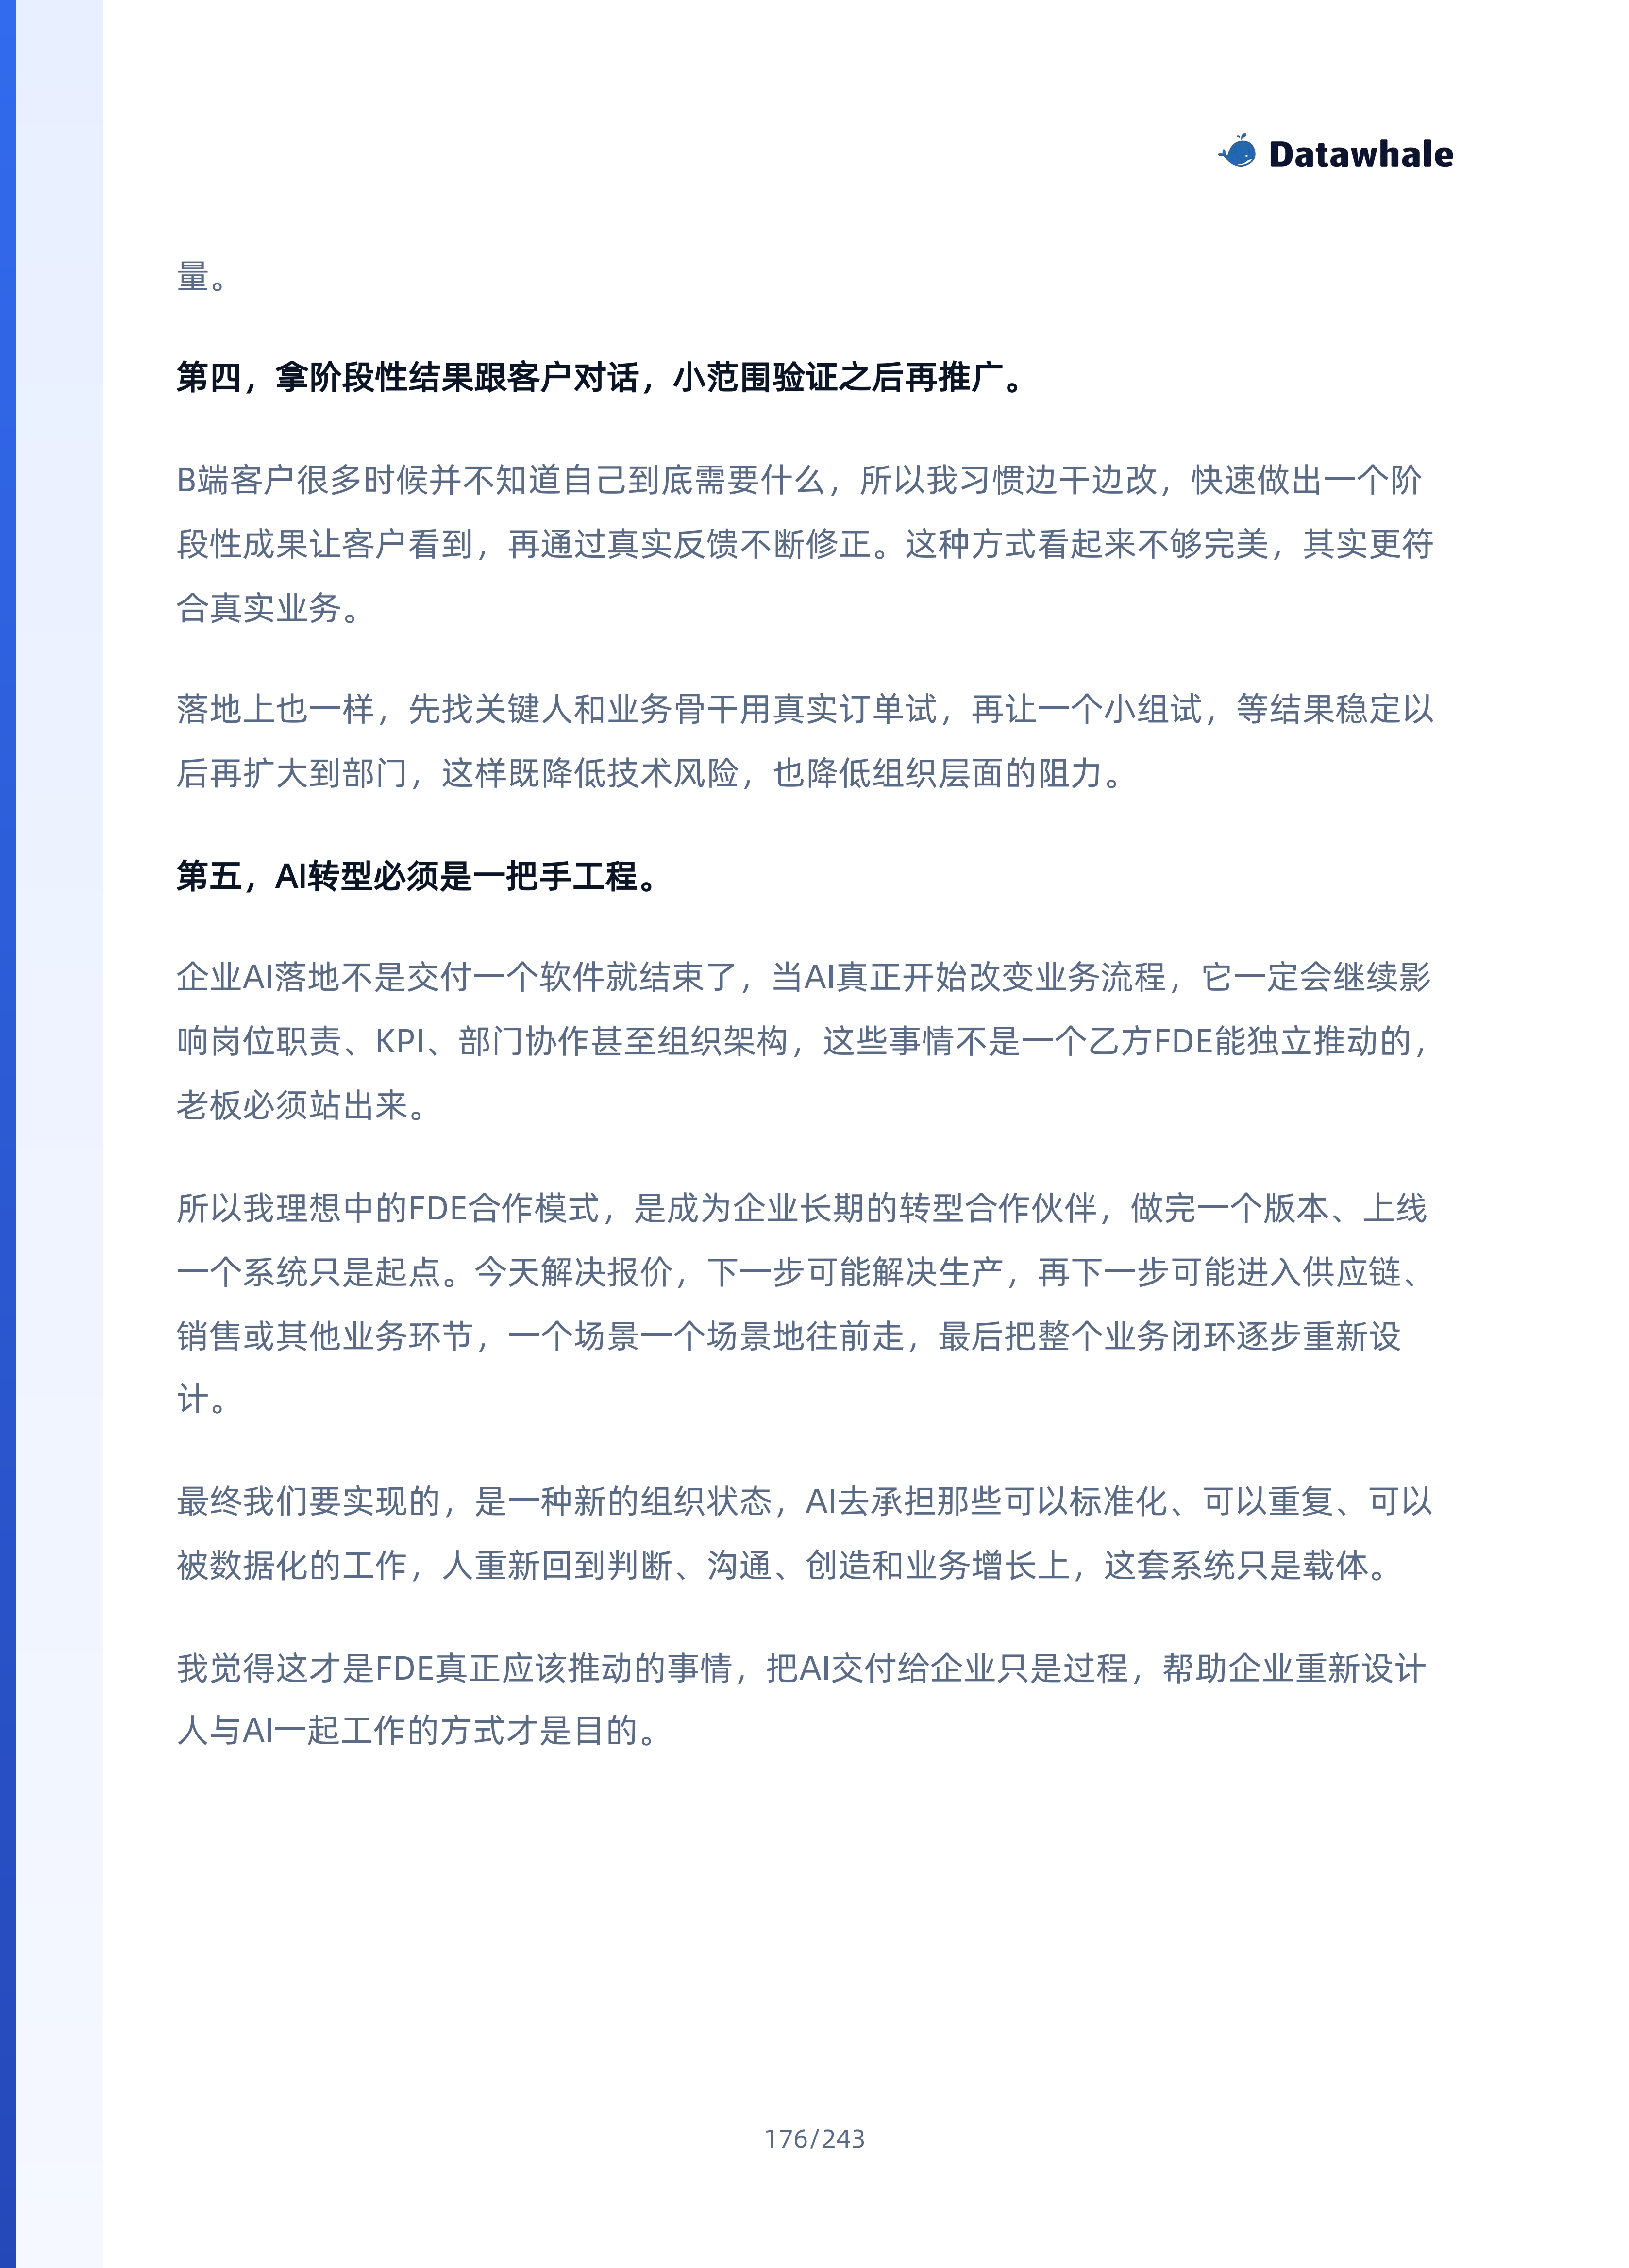 Datawhale
量。
第四，拿阶段性结果跟客户对话，小范围验证之后再推广。
B端客户很多时候并不知道自己到底需要什么，所以我习惯边干边改，快速做出一个阶
段性成果让客户看到，再通过真实反馈不断修正。这种方式看起来不够完美，其实更符
合真实业务。
落地上也一样，先找关键人和业务骨干用真实订单试，再让一个小组试，等结果稳定以
后再扩大到部门，这样既降低技术风险，也降低组织层面的阻力。
第五，AI转型必须是一把手工程。
企业AI落地不是交付一个软件就结束了，当AI真正开始改变业务流程，它一定会继续影
响岗位职责、KPI、部门协作甚至组织架构，这些事情不是一个乙方FDE能独立推动的，
老板必须站出来。
所以我理想中的FDE合作模式，是成为企业长期的转型合作伙伴，做完一个版本、上线
一个系统只是起点。今天解决报价，下一步可能解决生产，再下一步可能进入供应链、
销售或其他业务环节，一个场景一个场景地往前走，最后把整个业务闭环逐步重新设
计。
最终我们要实现的，是一种新的组织状态，AI去承担那些可以标准化、可以重复、可以
被数据化的工作，人重新回到判断、沟通、创造和业务增长上，这套系统只是载体。
我觉得这才是FDE真正应该推动的事情，把AI交付给企业只是过程，帮助企业重新设计
人与AI一起工作的方式才是目的。
176/243